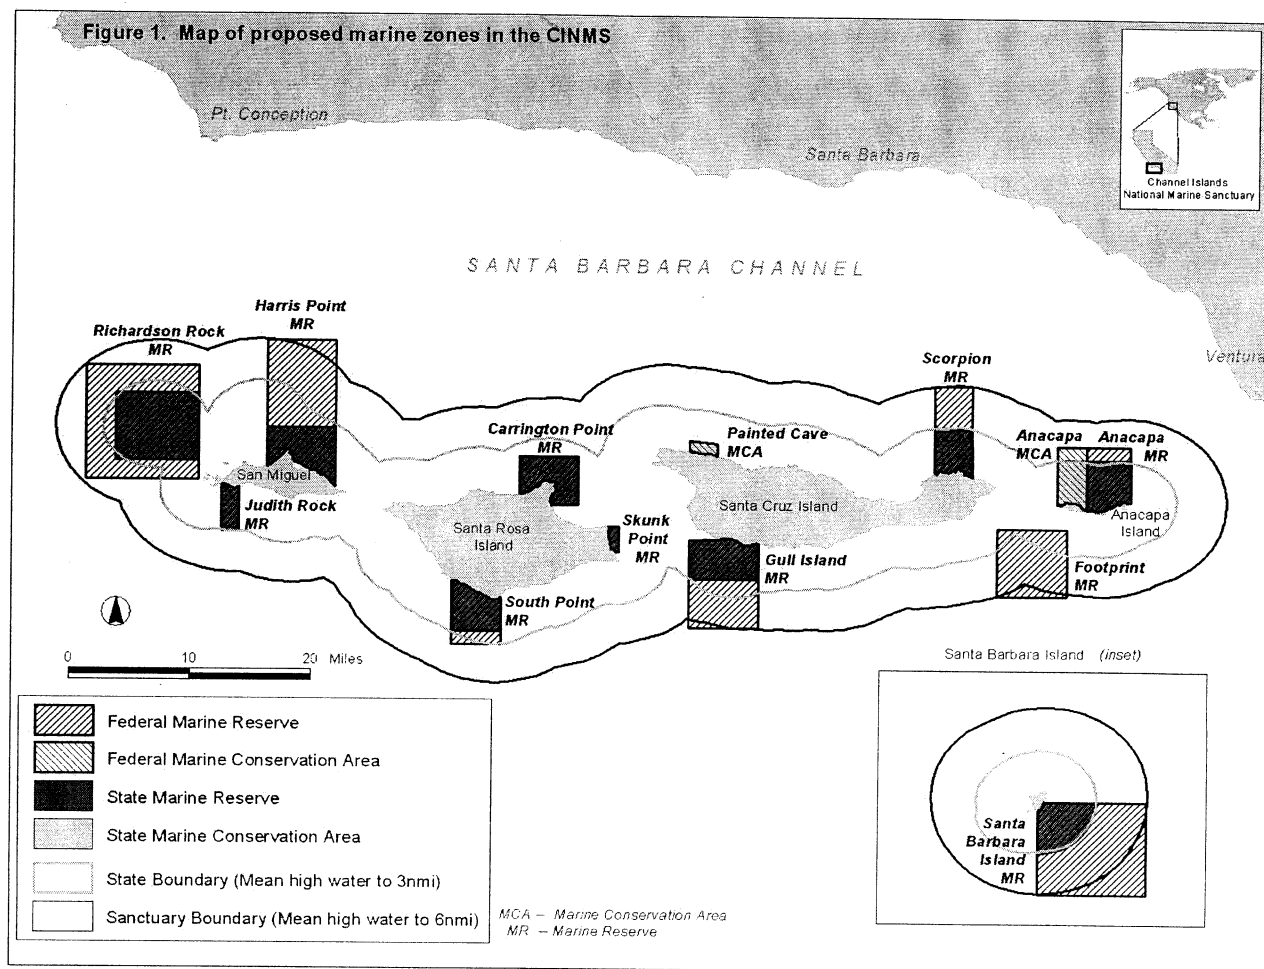 Figure 1. Map of proposed marine zones in the CINMS
Pt. Conception
Santa Barbara
Channel Islands
National Marine Sanctuary
SANTA BARBARA CHANNEL
Ventura
Harris Point
MR
Richardson Rock
MR
Scorpion
MR
Carrington Point
MR
Painted Cave
MCA
Anacapa
MCA
Anacapa
MR
San Miguel
Judith Rock
MR
Santa Rosa
Island
Skunk
Point
MR
Santa Cruz Island
Anacapa
Island
Gull Island
MR
Footprint
MR
South Point
MR
0 10 20 Miles
Santa Barbara Island (inset)
Santa
Barbara
Island
MR
Federal Marine Reserve
Federal Marine Conservation Area
State Marine Reserve
State Marine Conservation Area
State Boundary (Mean high water to 3nmi)
Sanctuary Boundary (Mean high water to 6nmi)
MCA – Marine Conservation Area
MR – Marine Reserve